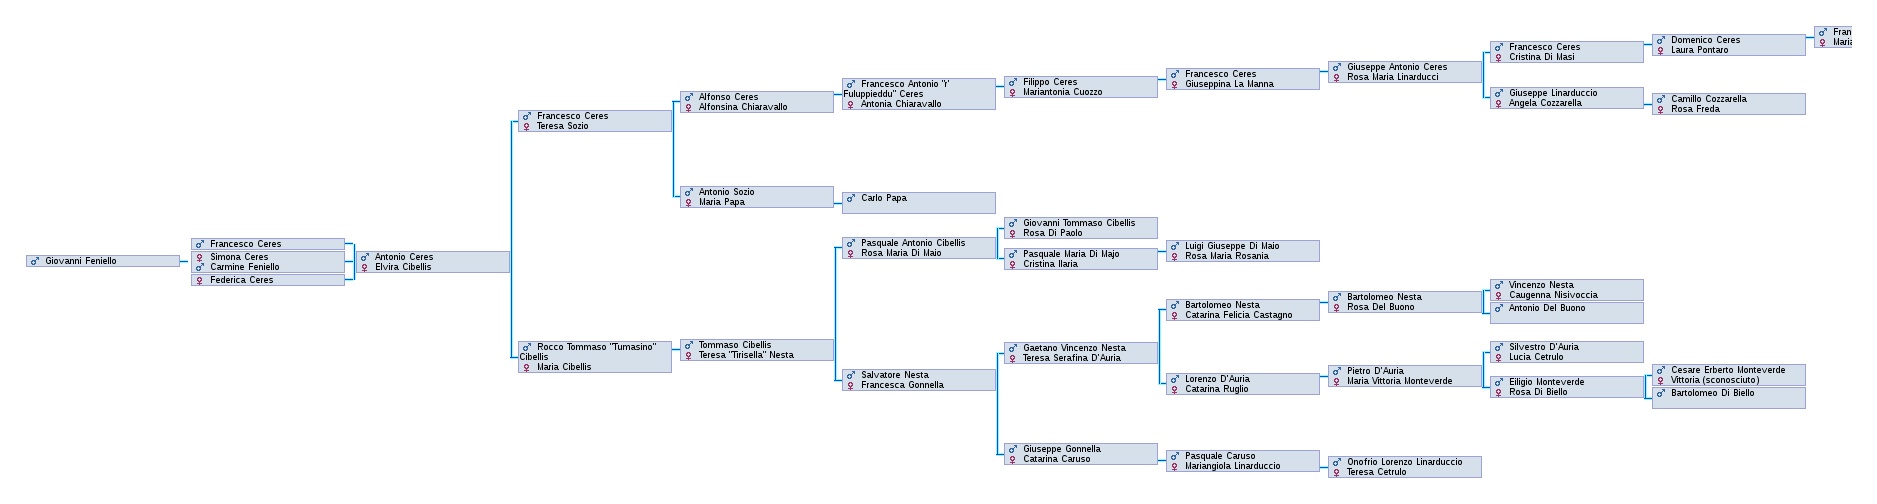 Giovanni Feniello
Francesco Ceres
Simona Ceres
Carmine Feniello
Federica Ceres
Antonio Ceres
Elvira Cibellis
Francesco Ceres
Teresa Sozio
Rocco Tommaso "Tumasino"
Cibellis
Maria Cibellis
Alfonso Ceres
Alfonsina Chiaravallo
Antonio Sozio
Maria Papa
Tommaso Cibellis
Teresa "Tirisella" Nesta
Francesco Antonio "r'
Fuluppieddu" Ceres
Antonia Chiaravallo
Carlo Papa
Pasquale Antonio Cibellis
Rosa Maria Di Maio
Salvatore Nesta
Francesca Gonnella
Filippo Ceres
Mariantonia Cuozzo
Giovanni Tommaso Cibellis
Rosa Di Paolo
Pasquale Maria Di Majo
Cristina Ilaria
Gaetano Vincenzo Nesta
Teresa Serafina D'Auria
Giuseppe Gonnella
Catarina Caruso
Francesco Ceres
Giuseppina La Manna
Luigi Giuseppe Di Maio
Rosa Maria Rosania
Bartolomeo Nesta
Catarina Felicia Castagno
Lorenzo D'Auria
Catarina Ruglio
Pasquale Caruso
Mariangiola Linarduccio
Giuseppe Antonio Ceres
Rosa Maria Linarducci
Bartolomeo Nesta
Rosa Del Buono
Pietro D'Auria
Maria Vittoria Monteverde
Onofrio Lorenzo Linarduccio
Teresa Cetrulo
Francesco Ceres
Cristina Di Masi
Giuseppe Linarduccio
Angela Cozzarella
Vincenzo Nesta
Caugenna Nisivoccia
Antonio Del Buono
Silvestro D'Auria
Lucia Cetrulo
Eiligio Monteverde
Rosa Di Biello
Domenico Ceres
Laura Pontaro
Camillo Cozzarella
Rosa Freda
Cesare Erberto Monteverde
Vittoria (sconosciuto)
Bartolomeo Di Biello
Fran
Maria